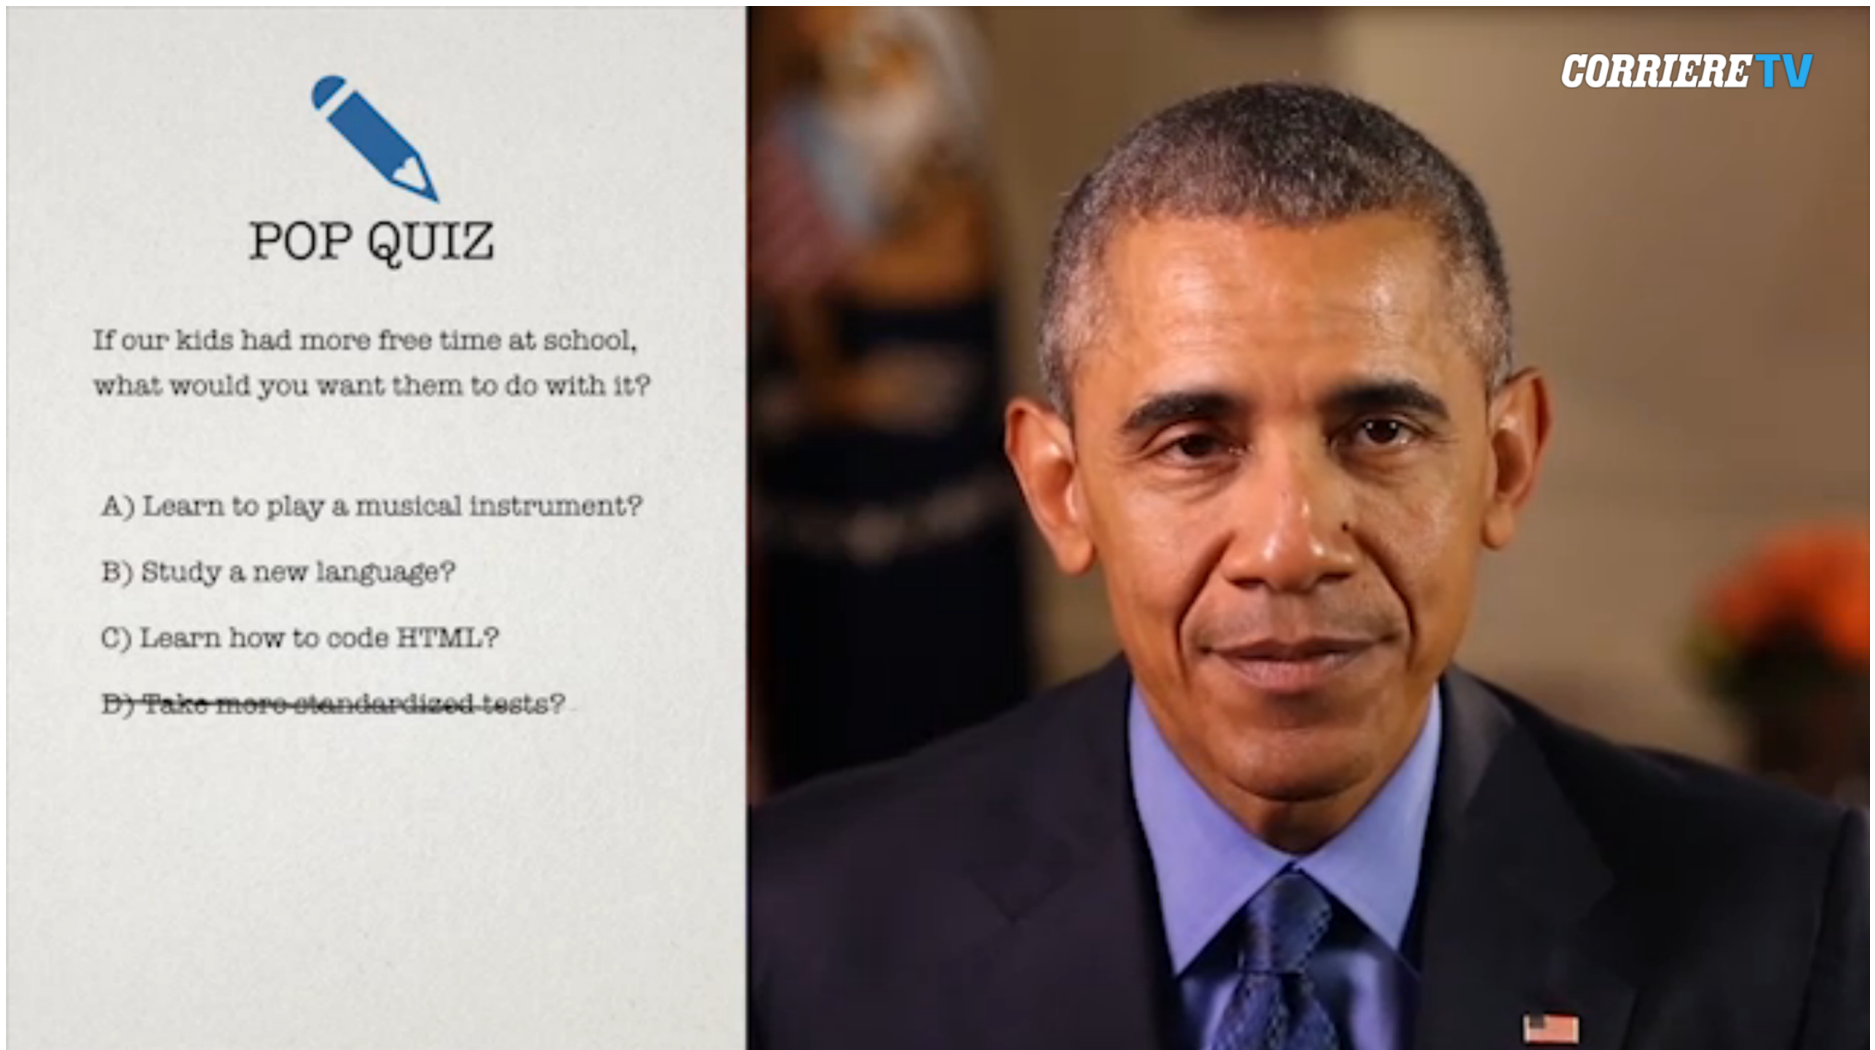 CORRIERE TV
POP QUIZ
If our kids had more free time at school,
what would you want them to do with it?
A) Learn to play a musical instrument?
B) Study a new language?
C) Learn how to code HTML?
D) Take more standardized tests?